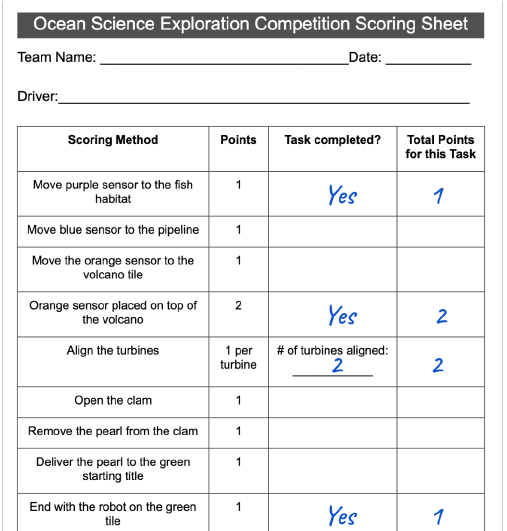 Ocean Science Exploration Competition Scoring Sheet
Team Name: ______________________________ Date: ___________
Driver:______________________________________________________
Scoring Method Points Task completed? Total Points
for this Task
Move purple sensor to the fish
habitat 1 Yes 1
Move blue sensor to the pipeline 1
Move the orange sensor to the
volcano tile 1
Orange sensor placed on top of
the volcano 2 Yes 2
Align the turbines 1 per
turbine # of turbines aligned:
2 2
Open the clam 1
Remove the pearl from the clam 1
Deliver the pearl to the green
starting title 1
End with the robot on the green
tile 1 Yes 1